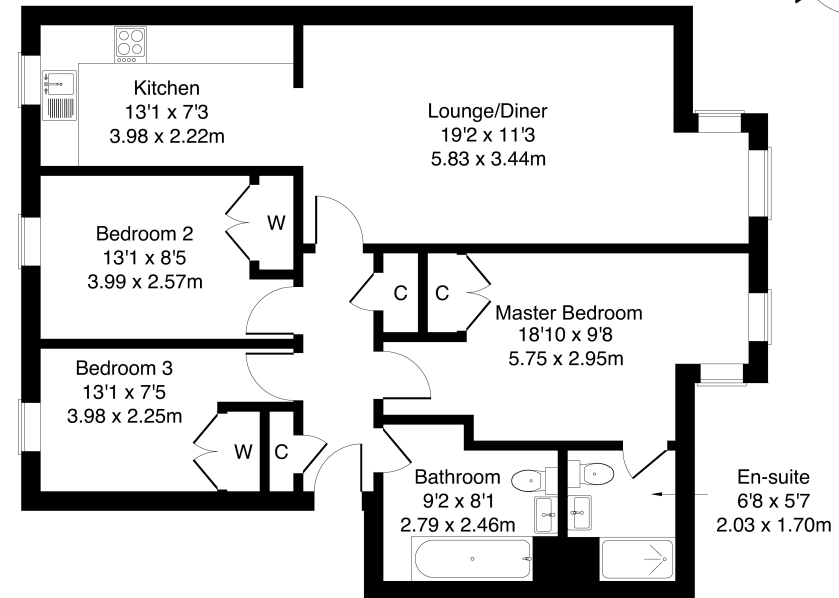 Kitchen
13'1 x 7'3
3.98 x 2.22m
Lounge/Diner
19'2 x 11'3
5.83 x 3.44m
Bedroom 2
13'1 x 8'5
3.99 x 2.57m
W
C
C
Master Bedroom
18'10 x 9'8
5.75 x 2.95m
Bedroom 3
13'1 x 7'5
3.98 x 2.25m
W
C
Bathroom
9'2 x 8'1
2.79 x 2.46m
En-suite
6'8 x 5'7
2.03 x 1.70m